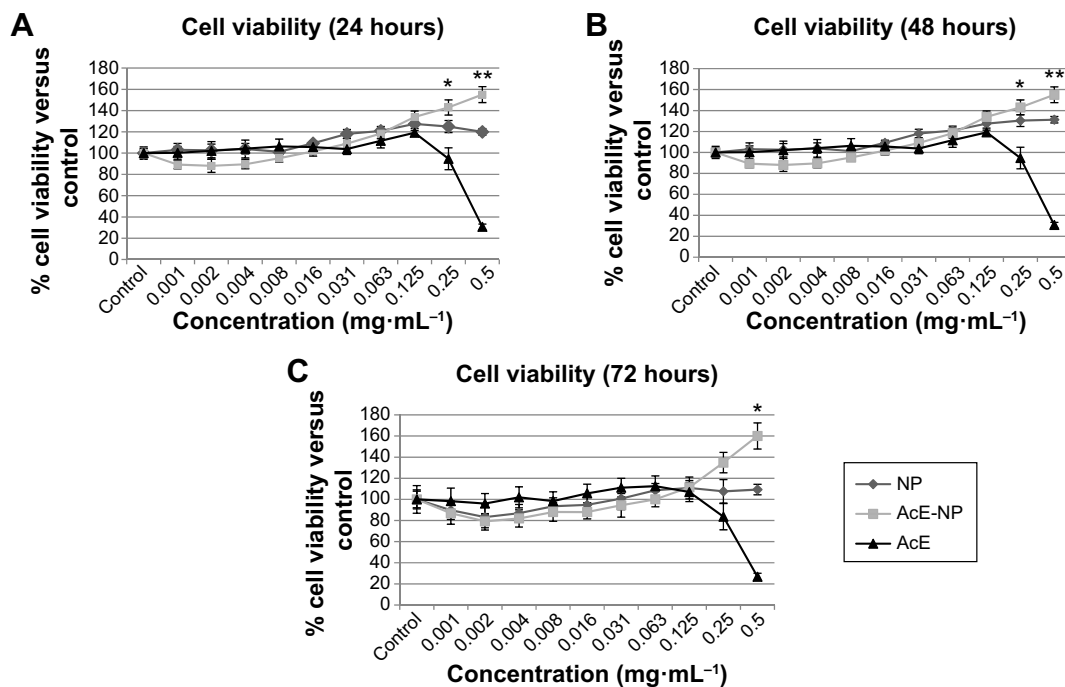 A
Cell viability (24 hours)
% cell viability versus
control
180
160
140
120
100
80
60
40
20
0
* **
Control 0.001 0.002 0.004 0.008 0.016 0.031 0.063 0.125 0.25 0.5
Concentration (mg·mL⁻¹)
B
Cell viability (48 hours)
% cell viability versus
control
180
160
140
120
100
80
60
40
20
0
* **
Control 0.001 0.002 0.004 0.008 0.016 0.031 0.063 0.125 0.25 0.5
Concentration (mg·mL⁻¹)
C
Cell viability (72 hours)
% cell viability versus
control
180
160
140
120
100
80
60
40
20
0
*
Control 0.001 0.002 0.004 0.008 0.016 0.031 0.063 0.125 0.25 0.5
Concentration (mg·mL⁻¹)
NP
AcE-NP
AcE